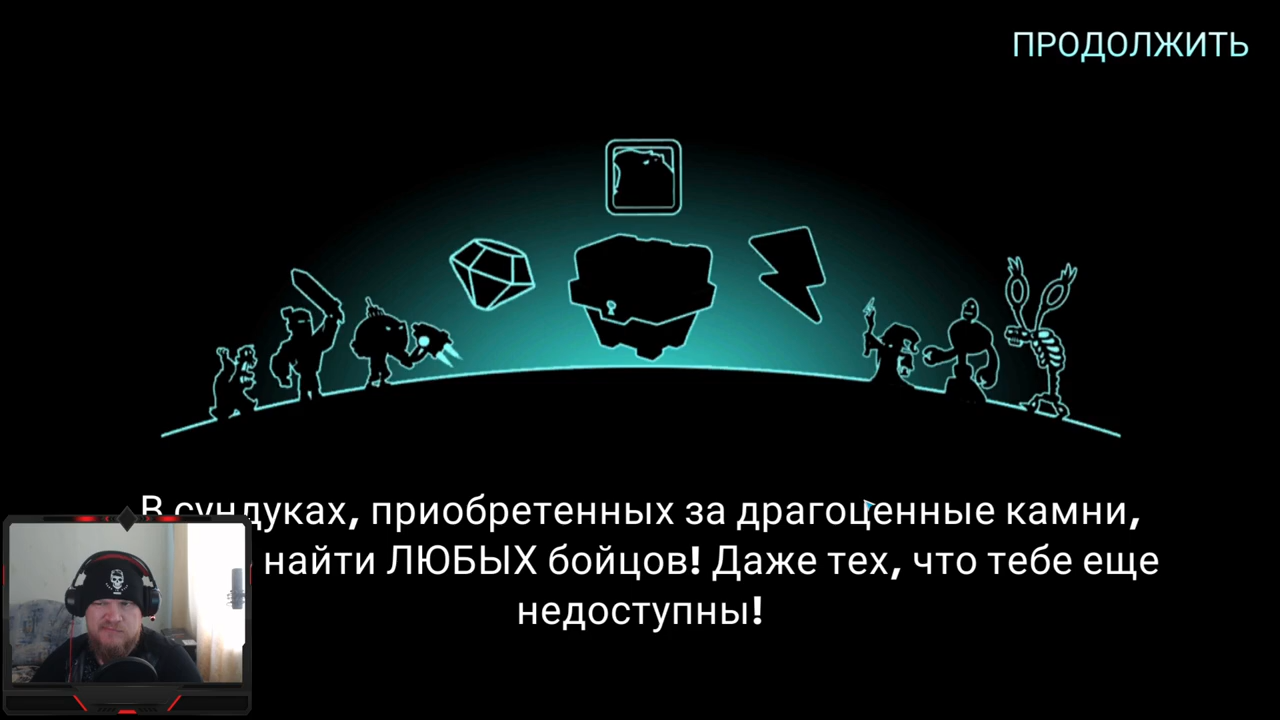 ПРОДОЛЖИТЬ
В сундуках, приобретенных за драгоценные камни,
найти ЛЮБЫХ бойцов! Даже тех, что тебе еще
недоступны!